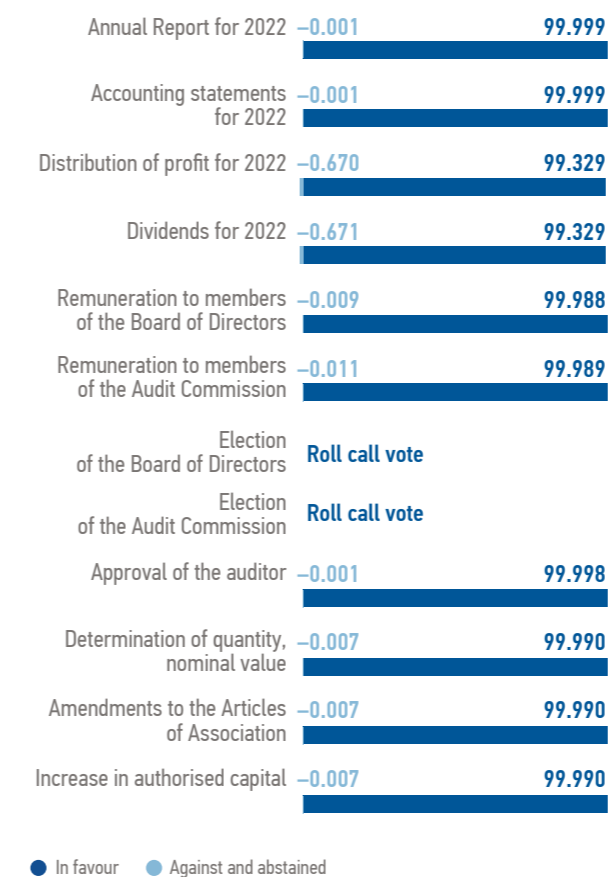 Annual Report for 2022 –0.001 99.999
Accounting statements –0.001 99.999
for 2022
Distribution of profit for 2022 –0.670 99.329
Dividends for 2022 –0.671 99.329
Remuneration to members –0.009 99.988
of the Board of Directors
Remuneration to members –0.011 99.989
of the Audit Commission
Election
of the Board of Directors
Roll call vote
Election
of the Audit Commission
Roll call vote
Approval of the auditor –0.001 99.998
Determination of quantity, –0.007 99.990
nominal value
Amendments to the Articles –0.007 99.990
of Association
Increase in authorised capital –0.007 99.990
In favour Against and abstained